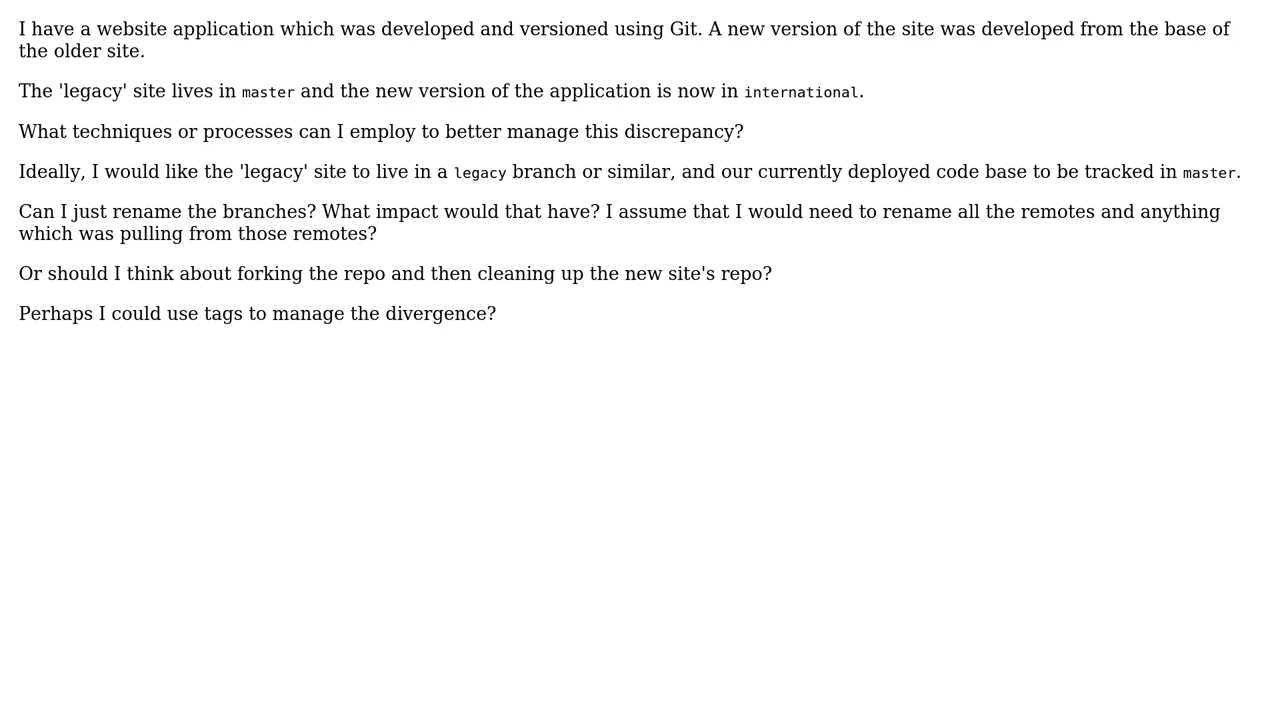 I have a website application which was developed and versioned using Git. A new version of the site was developed from the base of
the older site.
The 'legacy' site lives in master and the new version of the application is now in international.
What techniques or processes can I employ to better manage this discrepancy?
Ideally, I would like the 'legacy' site to live in a legacy branch or similar, and our currently deployed code base to be tracked in master.
Can I just rename the branches? What impact would that have? I assume that I would need to rename all the remotes and anything
which was pulling from those remotes?
Or should I think about forking the repo and then cleaning up the new site's repo?
Perhaps I could use tags to manage the divergence?